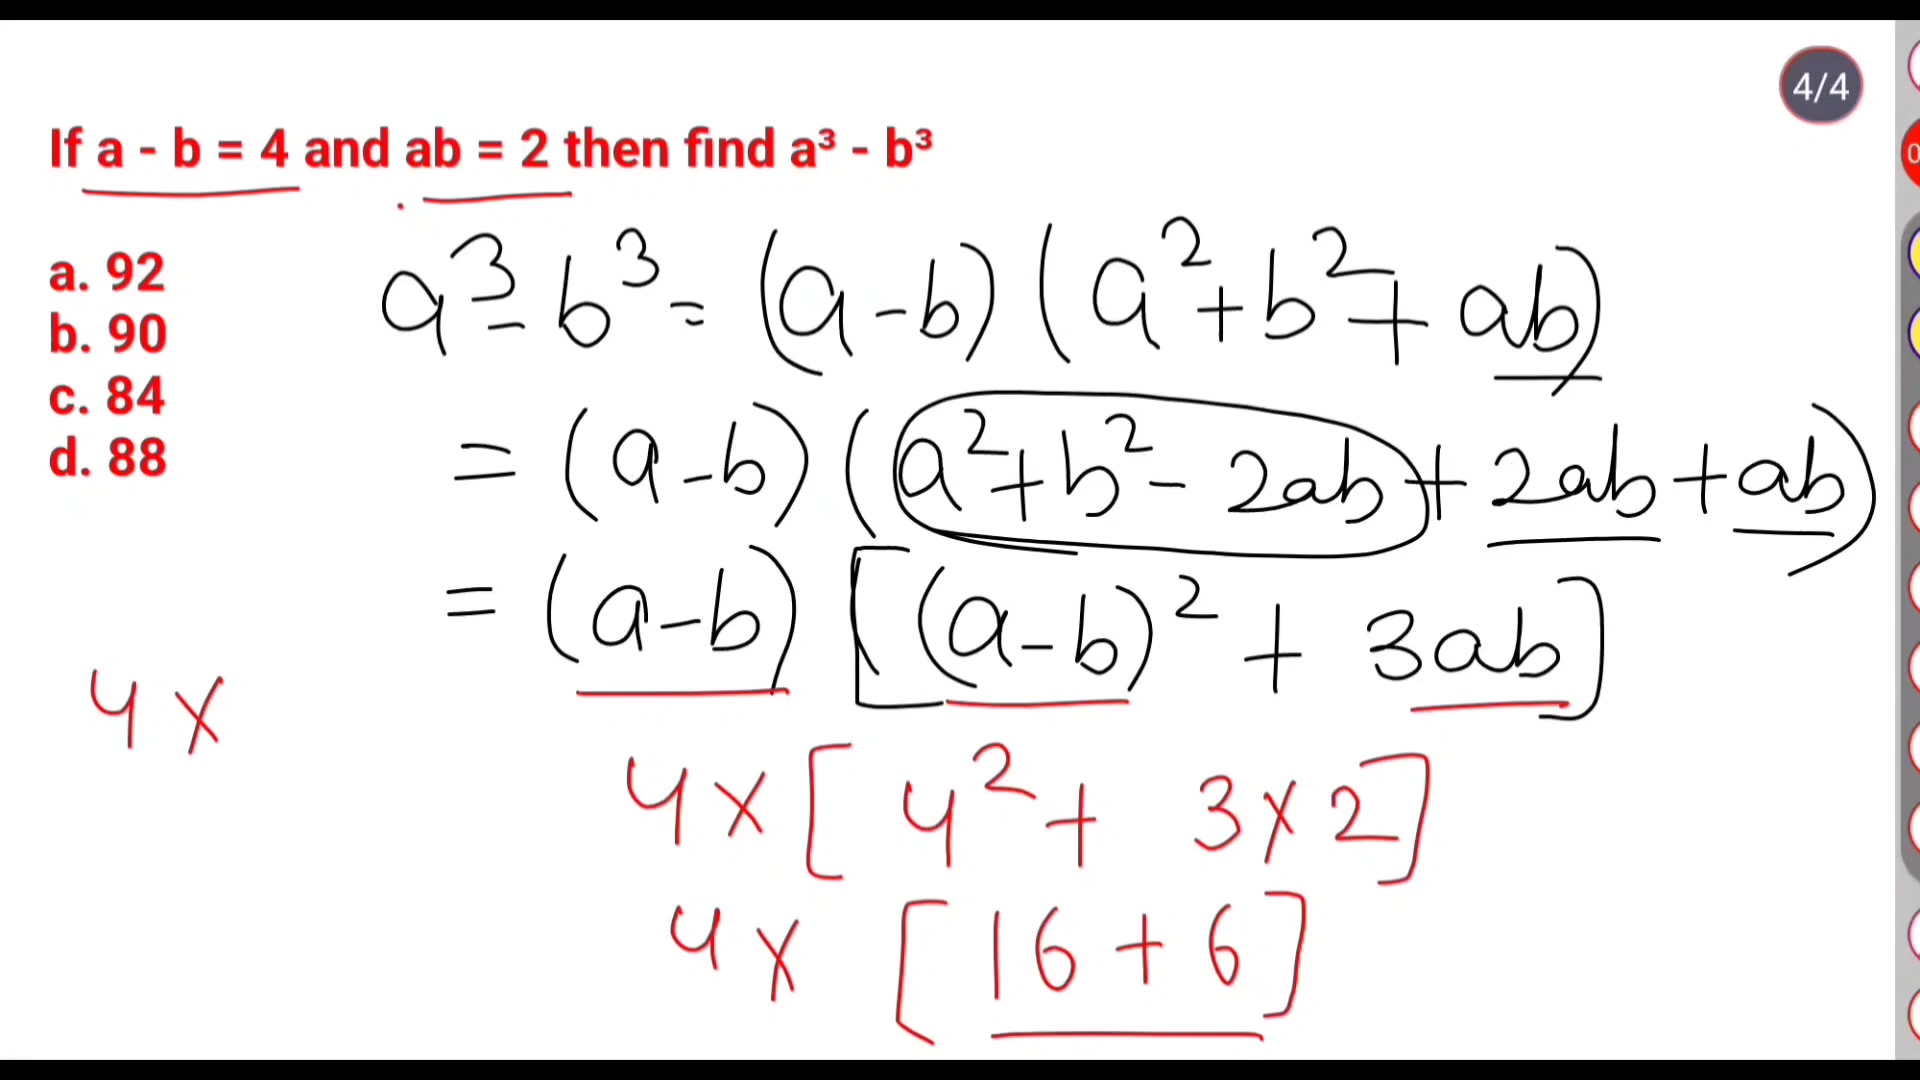 4/4
If a - b = 4 and ab = 2 then find a³ - b³
a. 92
b. 90
c. 84
d. 88
a³ - b³ = (a - b) (a² + b² + ab)
= (a - b) (a² + b² - 2ab + 2ab + ab)
= (a - b) [(a - b)² + 3ab]
4 x
4 x [4² + 3 x 2]
4 x [16 + 6]
0